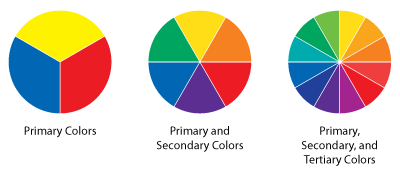 Primary Colors
Primary and
Secondary Colors
Primary,
Secondary, and
Tertiary Colors